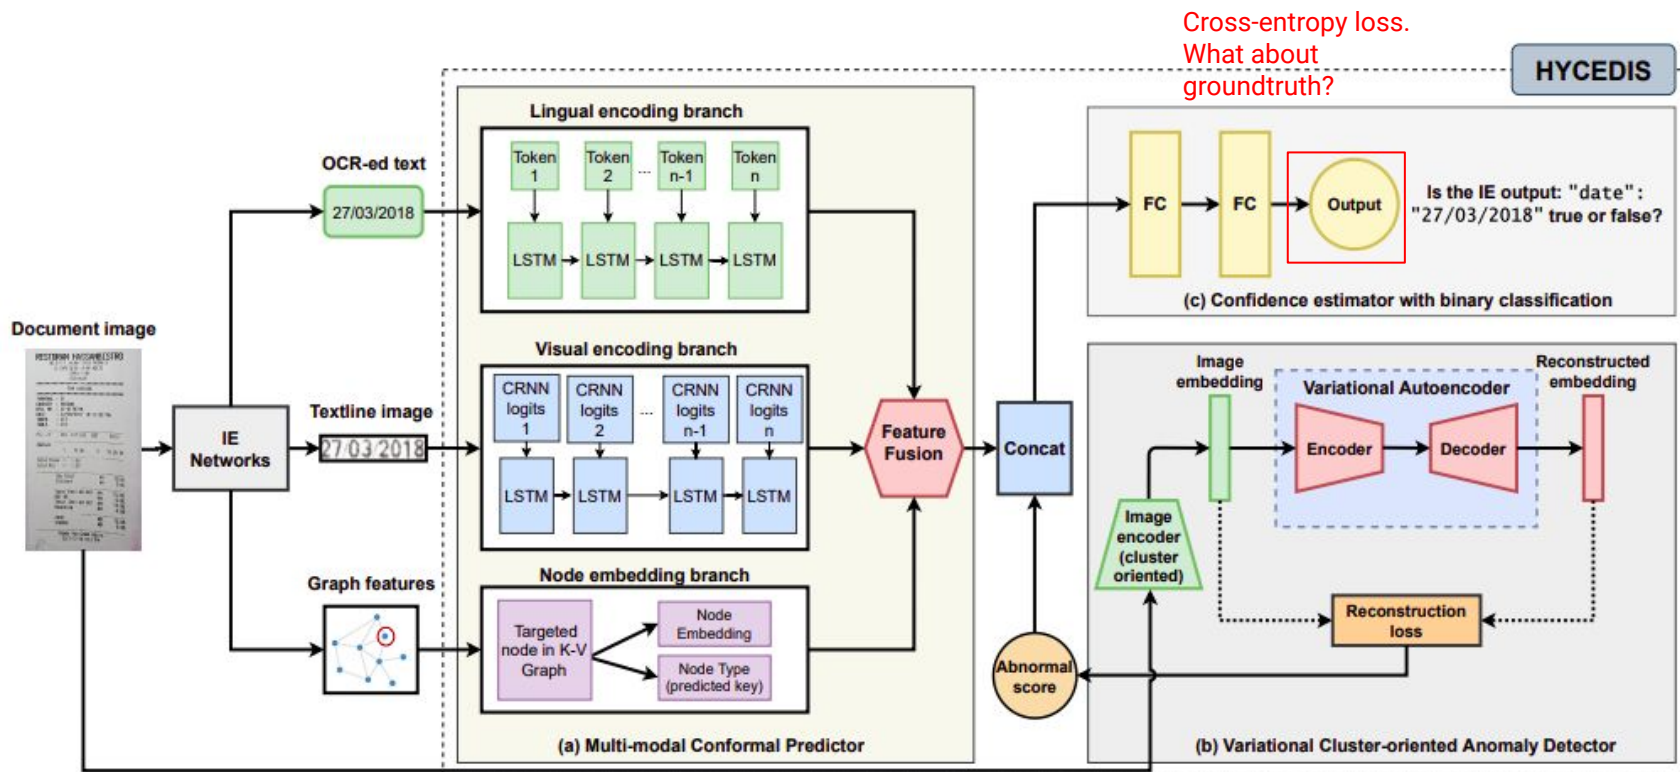 Cross-entropy loss.
What about
groundtruth?
HYCEDIS
Lingual encoding branch
Token
1
Token
2
...
Token
n-1
Token
n
LSTM
LSTM
LSTM
LSTM
OCR-ed text
27/03/2018
FC
FC
Output
Is the IE output: "date":
"27/03/2018" true or false?
(c) Confidence estimator with binary classification
Document image
RESTORAN HASSANBISTRO
IE
Networks
Textline image
27/03/2018
Visual encoding branch
CRNN
logits
1
CRNN
logits
2
...
CRNN
logits
n-1
CRNN
logits
n
LSTM
LSTM
LSTM
LSTM
Feature
Fusion
Concat
Image
embedding
Variational Autoencoder
Reconstructed
embedding
Encoder
Decoder
Image
encoder
(cluster
oriented)
Graph features
Node embedding branch
Targeted
node in K-V
Graph
Node
Embedding
Node Type
(predicted key)
Reconstruction
loss
Abnormal
score
(a) Multi-modal Conformal Predictor
(b) Variational Cluster-oriented Anomaly Detector